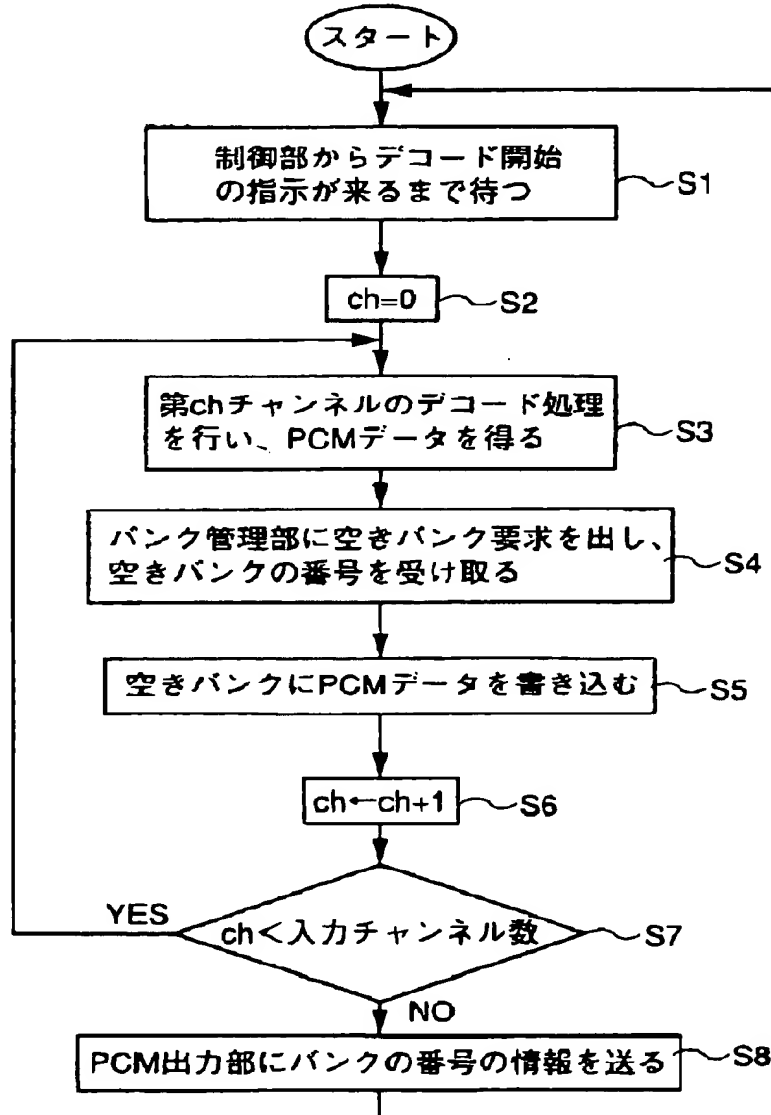 スタート
制御部からデコード開始
の指示が来るまで待つ
S1
ch=0
S2
第chチャンネルのデコード処理
を行い、PCMデータを得る
S3
バンク管理部に空きバンク要求を出し、
空きバンクの番号を受け取る
S4
空きバンクにPCMデータを書き込む
S5
ch←ch+1
S6
YES
ch<入力チャンネル数
S7
NO
PCM出力部にバンクの番号の情報を送る
S8